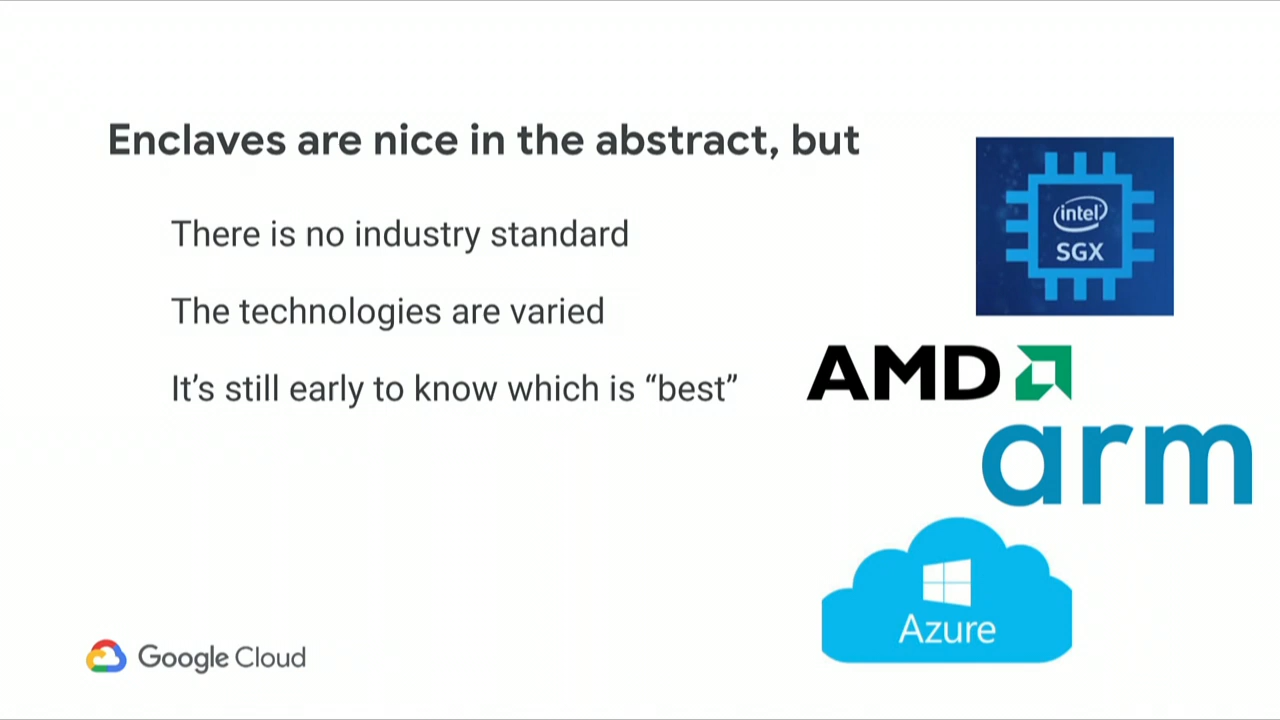 Enclaves are nice in the abstract, but
There is no industry standard
The technologies are varied
It’s still early to know which is “best”
intel
SGX
AMD
arm
Azure
Google Cloud